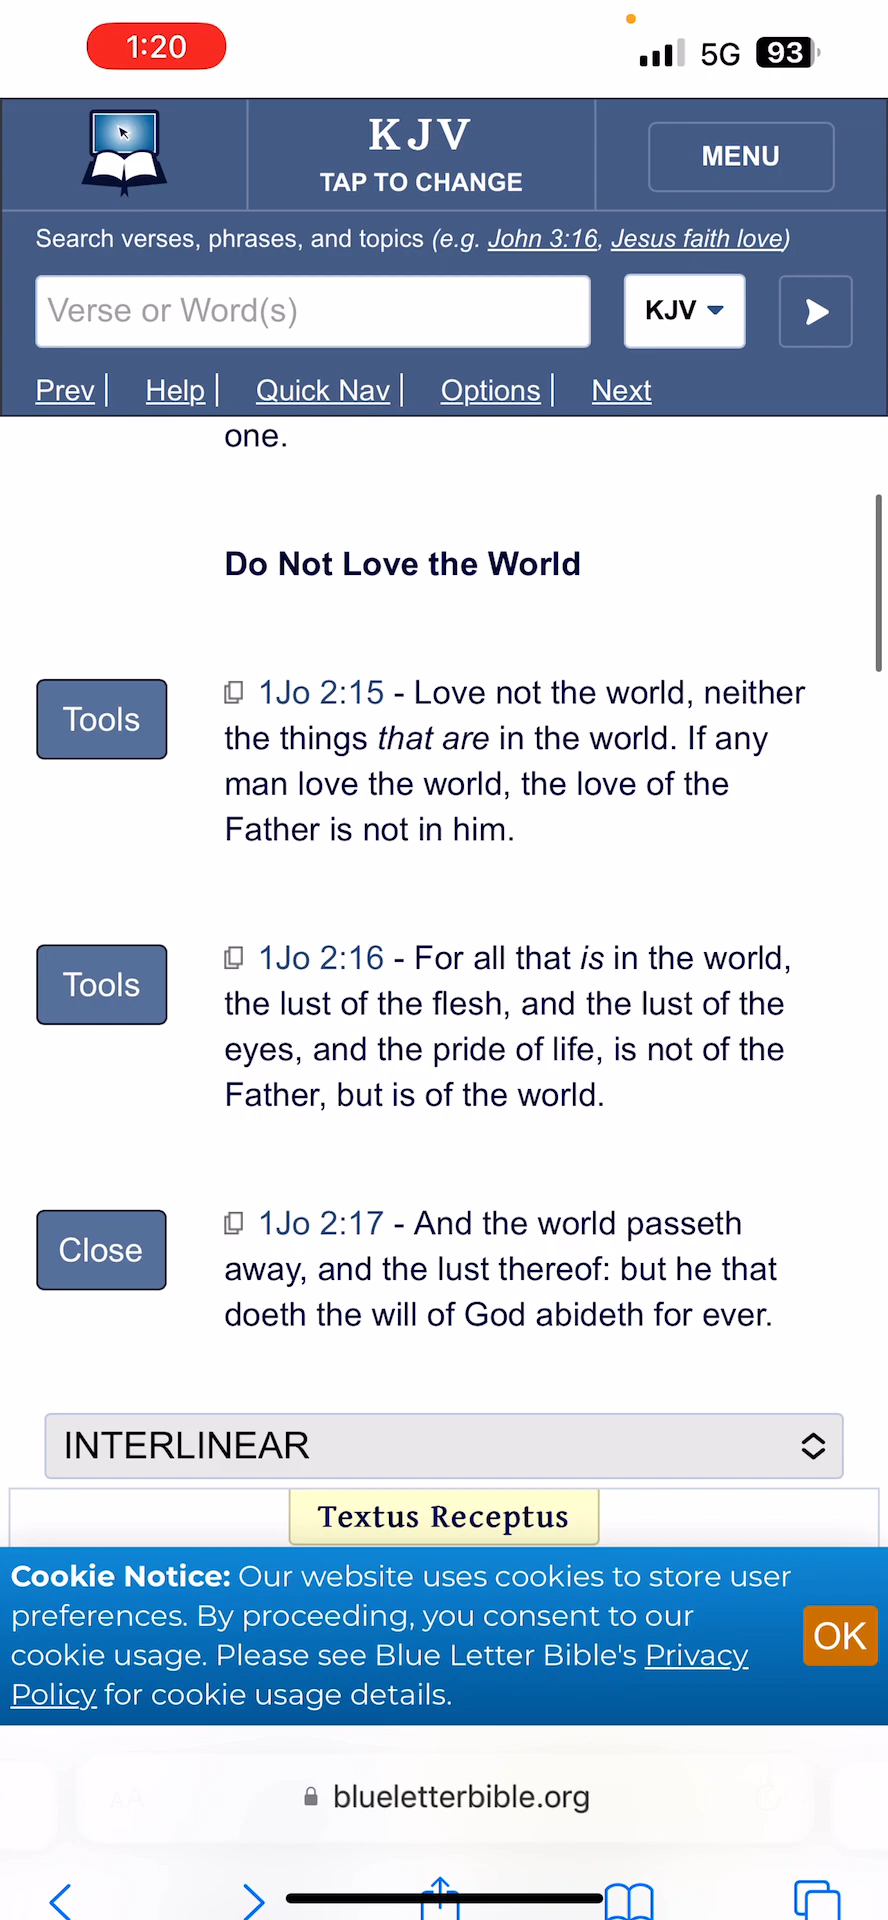 1:20
5G 93
KJV
TAP TO CHANGE
MENU
Search verses, phrases, and topics (e.g. John 3:16, Jesus faith love)
Verse or Word(s)
KJV
Prev | Help | Quick Nav | Options | Next
one.
Do Not Love the World
Tools
1Jo 2:15 - Love not the world, neither
the things that are in the world. If any
man love the world, the love of the
Father is not in him.
Tools
1Jo 2:16 - For all that is in the world,
the lust of the flesh, and the lust of the
eyes, and the pride of life, is not of the
Father, but is of the world.
Close
1Jo 2:17 - And the world passeth
away, and the lust thereof: but he that
doeth the will of God abideth for ever.
INTERLINEAR
Textus Receptus
Cookie Notice: Our website uses cookies to store user
preferences. By proceeding, you consent to our
cookie usage. Please see Blue Letter Bible's Privacy
Policy for cookie usage details.
OK
AA
blueletterbible.org